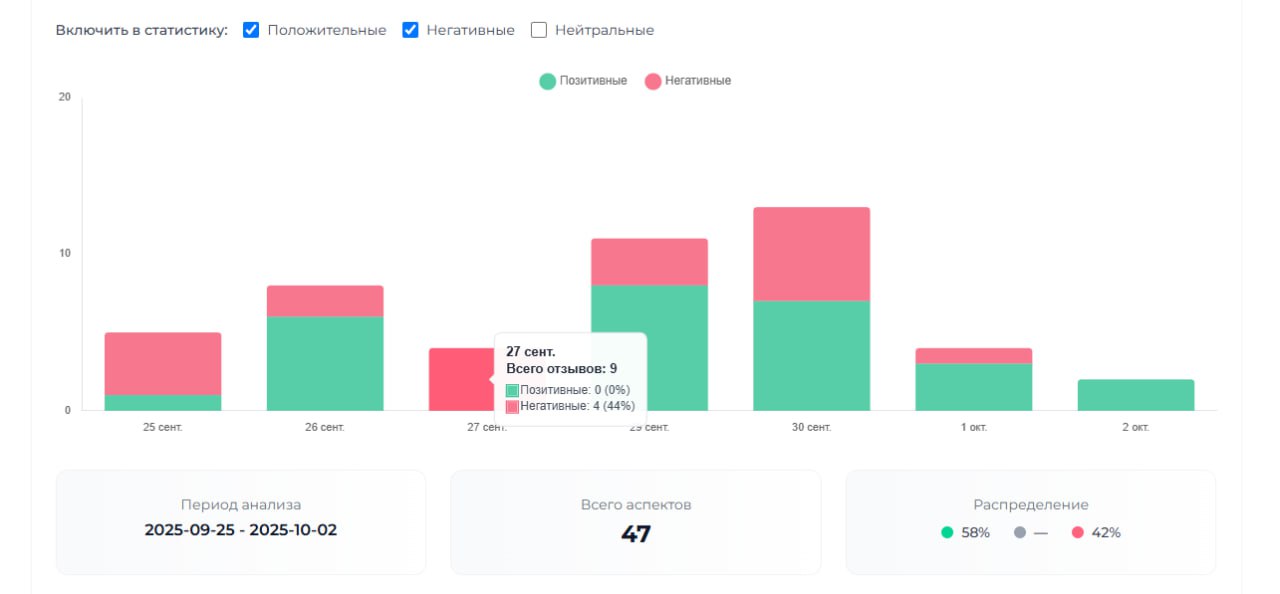 Включить в статистику: Положительные Негативные Нейтральные
Позитивные Негативные
20
10
0
27 сент.
Всего отзывов: 9
Позитивные: 0 (0%)
Негативные: 4 (44%)
25 сент. 26 сент. 27 сент. 29 сент. 30 сент. 1 окт. 2 окт.
Период анализа
2025-09-25 - 2025-10-02
Всего аспектов
47
Распределение
58% — 42%